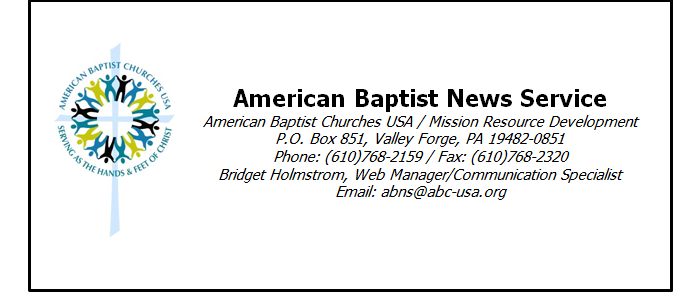 AMERICAN BAPTIST CHURCHES USA
SERVING AS THE HANDS & FEET OF CHRIST
American Baptist News Service
American Baptist Churches USA / Mission Resource Development
P.O. Box 851, Valley Forge, PA 19482-0851
Phone: (610)768-2159 / Fax: (610)768-2320
Bridget Holmstrom, Web Manager/Communication Specialist
Email: abns@abc-usa.org